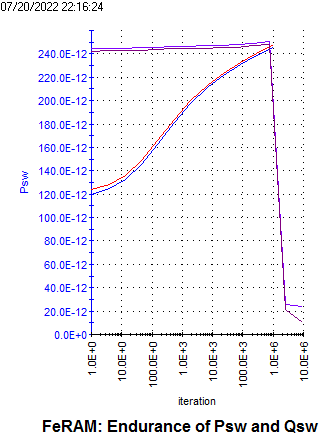 07/20/2022 22:16:24
240.0E-12
220.0E-12
200.0E-12
180.0E-12
160.0E-12
140.0E-12
120.0E-12
100.0E-12
80.0E-12
60.0E-12
40.0E-12
20.0E-12
0.0E+0
Psw
1.0E+0
10.0E+0
100.0E+0
1.0E+3
10.0E+3
100.0E+3
1.0E+6
10.0E+6
iteration
FeRAM: Endurance of Psw and Qsw